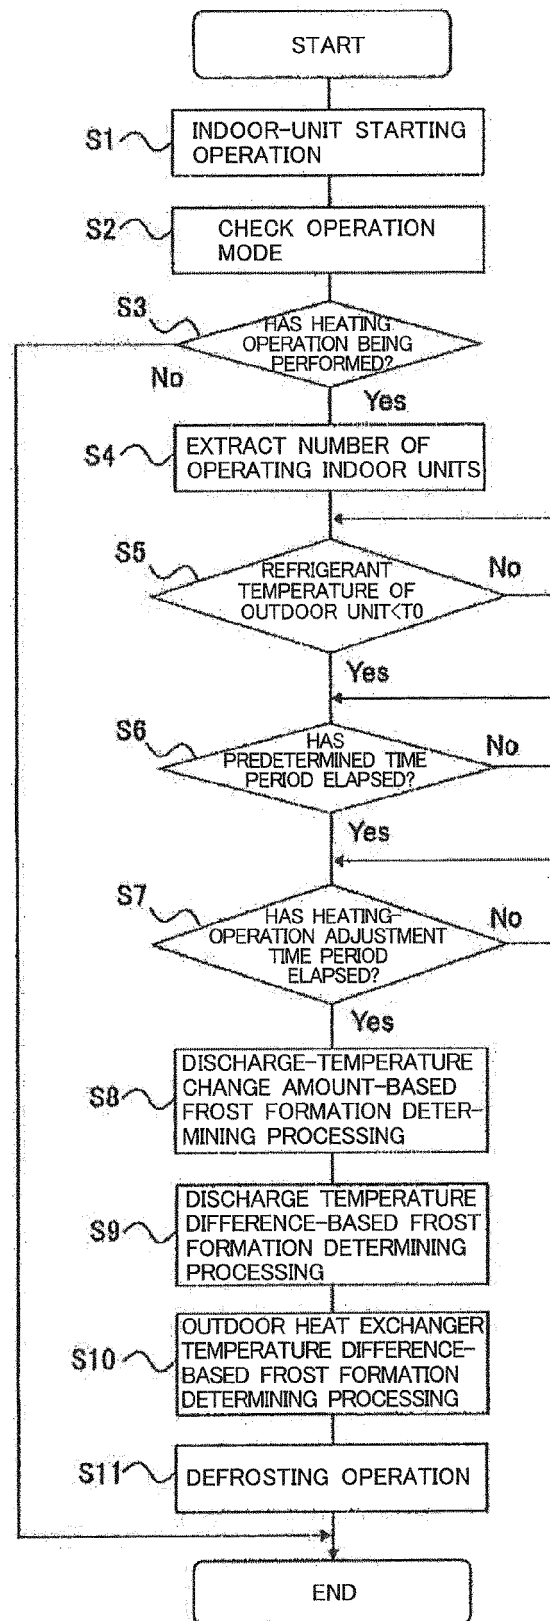 START
S1
INDOOR-UNIT STARTING
OPERATION
S2
CHECK OPERATION
MODE
S3
HAS HEATING
OPERATION BEING
PERFORMED?
No
Yes
S4
EXTRACT NUMBER OF
OPERATING INDOOR UNITS
S5
REFRIGERANT
TEMPERATURE OF
OUTDOOR UNIT<T0
No
Yes
S6
HAS
PREDETERMINED TIME
PERIOD ELAPSED?
No
Yes
S7
HAS HEATING-
OPERATION ADJUSTMENT
TIME PERIOD
ELAPSED?
No
Yes
S8
DISCHARGE-TEMPERATURE
CHANGE AMOUNT-BASED
FROST FORMATION DETER-
MINING PROCESSING
S9
DISCHARGE TEMPERATURE
DIFFERENCE-BASED FROST
FORMATION DETERMINING
PROCESSING
S10
OUTDOOR HEAT EXCHANGER
TEMPERATURE DIFFERENCE-
BASED FROST FORMATION
DETERMINING PROCESSING
S11
DEFROSTING OPERATION
END